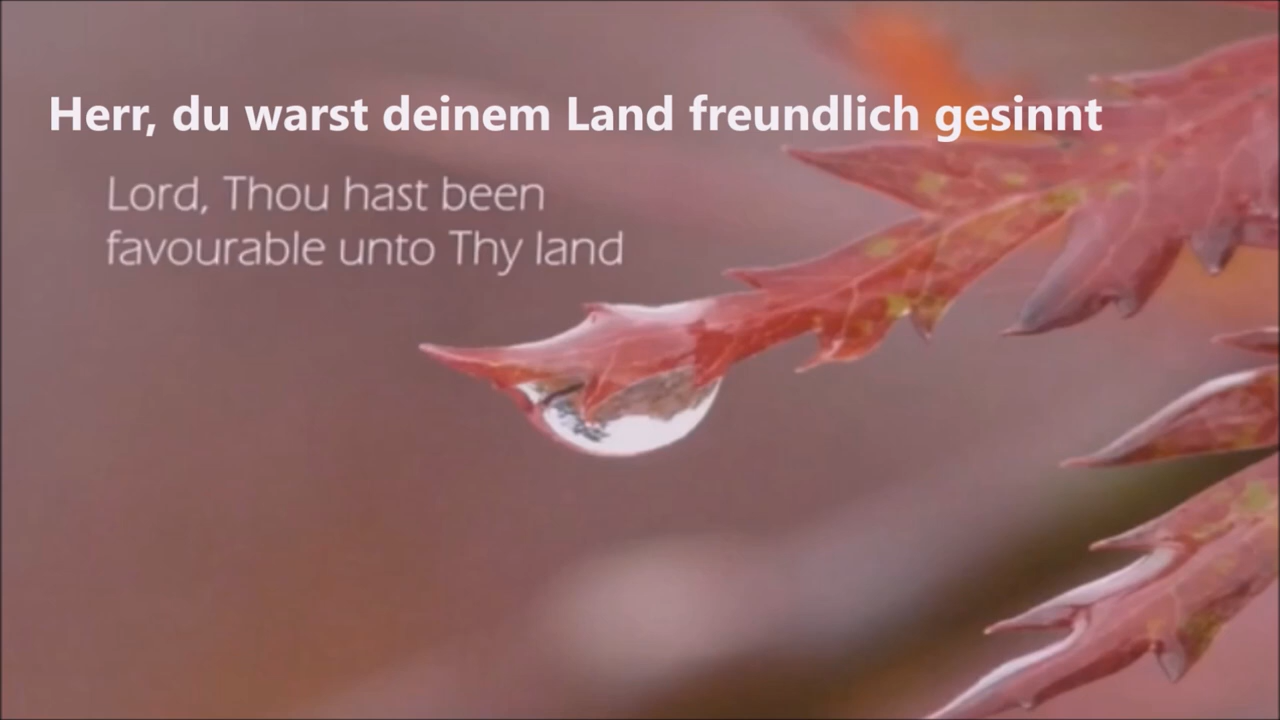 Herr, du warst deinem Land freundlich gesinnt
Lord, Thou hast been
favourable unto Thy land